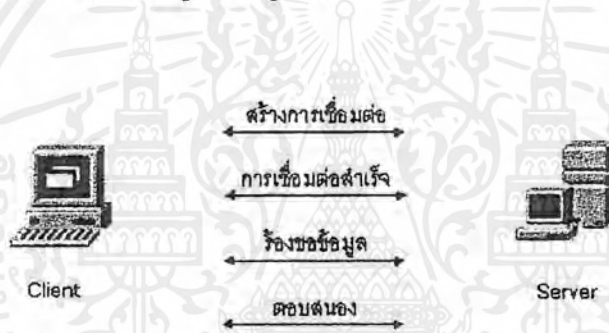 สร้างการเชื่อมต่อ
การเชื่อมต่อสำเร็จ
ร้องขอข้อมูล
Client
Server
ตอบสนอง